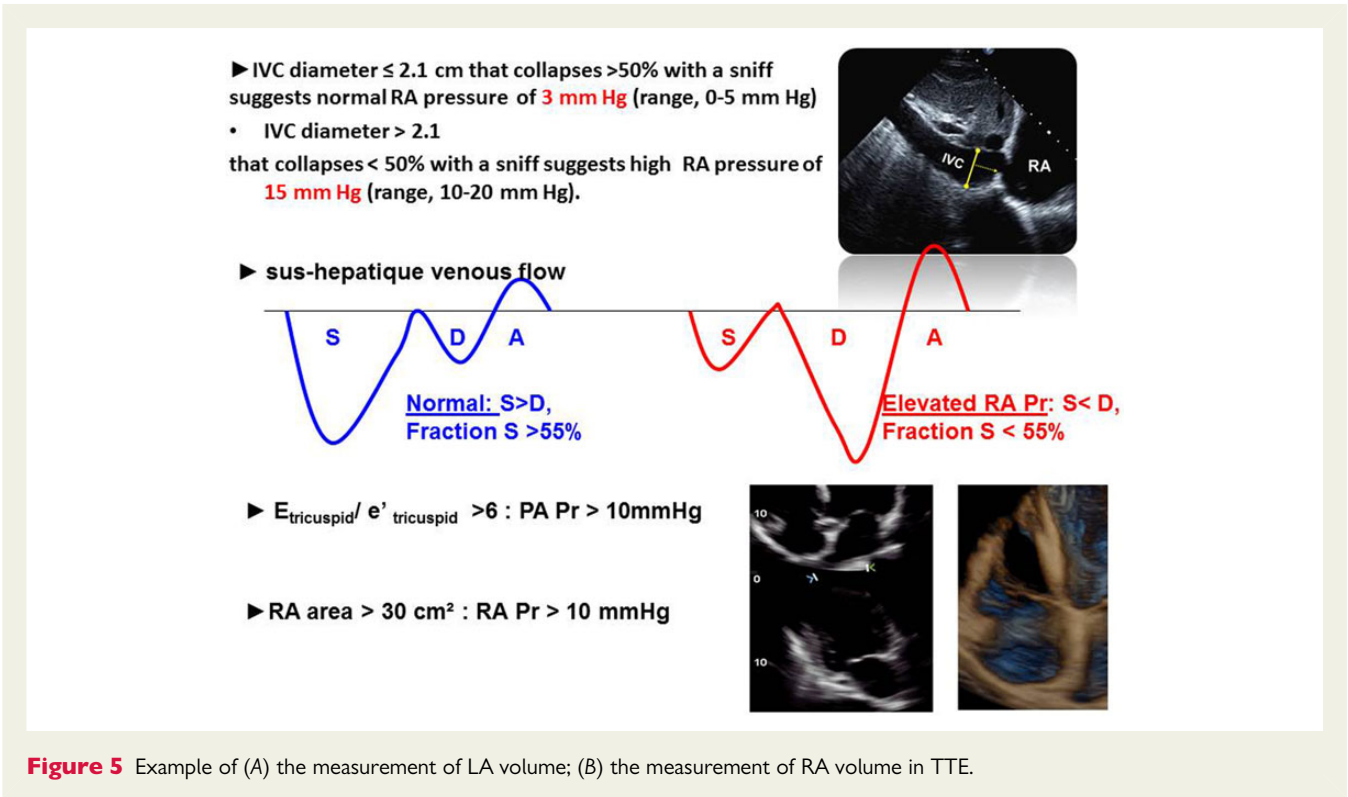 ►IVC diameter ≤ 2.1 cm that collapses >50% with a sniff
suggests normal RA pressure of 3 mm Hg (range, 0-5 mm Hg)
• IVC diameter > 2.1
that collapses < 50% with a sniff suggests high RA pressure of
15 mm Hg (range, 10-20 mm Hg).
IVC
RA
► sus-hepatique venous flow
S D A
S D A
Normal: S>D,
Fraction S >55%
Elevated RA Pr: S< D,
Fraction S < 55%
► Etricuspid/ e’ tricuspid >6 : PA Pr > 10mmHg
►RA area > 30 cm² : RA Pr > 10 mmHg
10
0
10
Figure 5 Example of (A) the measurement of LA volume; (B) the measurement of RA volume in TTE.